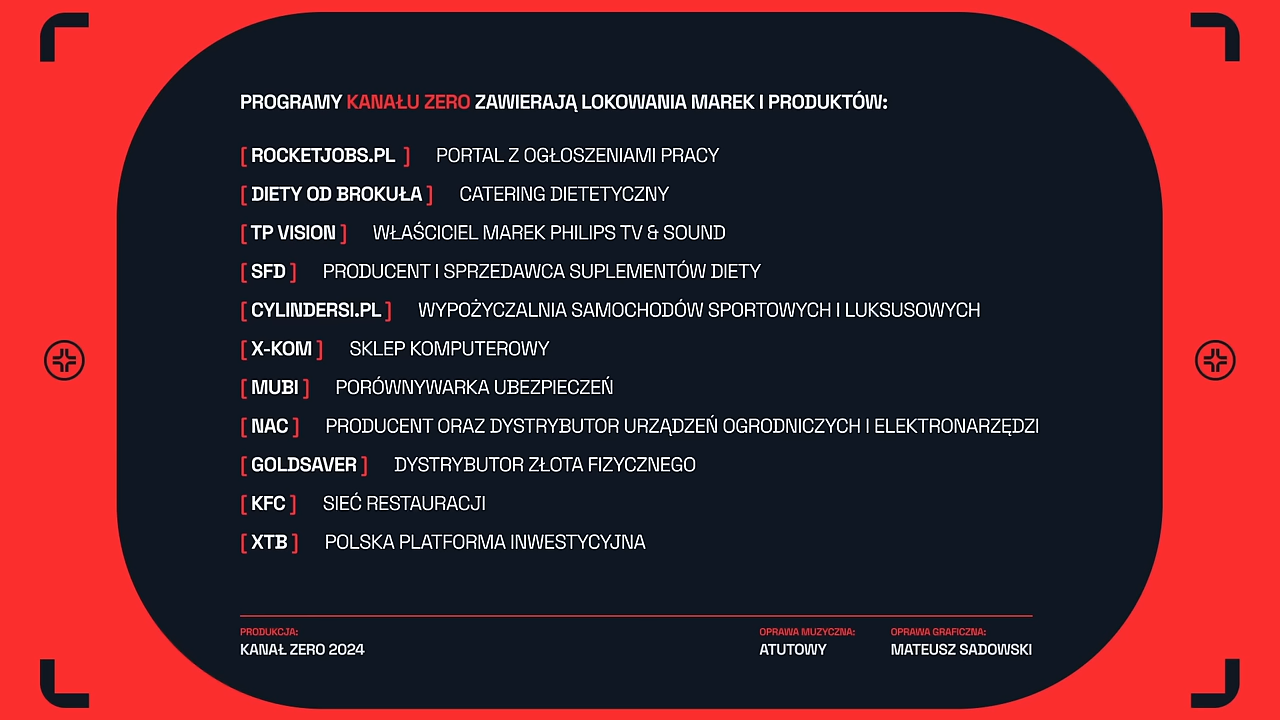 PROGRAMY KANAŁU ZERO ZAWIERAJĄ LOKOWANIA MAREK I PRODUKTÓW:
[ ROCKETJOBS.PL ] PORTAL Z OGŁOSZENIAMI PRACY
[ DIETY OD BROKUŁA ] CATERING DIETETYCZNY
[ TP VISION ] WŁAŚCICIEL MAREK PHILIPS TV & SOUND
[ SFD ] PRODUCENT I SPRZEDAWCA SUPLEMENTÓW DIETY
[ CYLINDERSI.PL ] WYPOŻYCZALNIA SAMOCHODÓW SPORTOWYCH I LUKSUSOWYCH
[ X-KOM ] SKLEP KOMPUTEROWY
[ MUBI ] PORÓWNYWARKA UBEZPIECZEŃ
[ NAC ] PRODUCENT ORAZ DYSTRYBUTOR URZĄDZEŃ OGRODNICZYCH I ELEKTRONARZĘDZI
[ GOLDSAVER ] DYSTRYBUTOR ZŁOTA FIZYCZNEGO
[ KFC ] SIEĆ RESTAURACJI
[ XTB ] POLSKA PLATFORMA INWESTYCYJNA
PRODUKCJA: OPRAWA MUZYCZNA: OPRAWA GRAFICZNA:
KANAŁ ZERO 2024 ATUTOWY MATEUSZ SADOWSKI